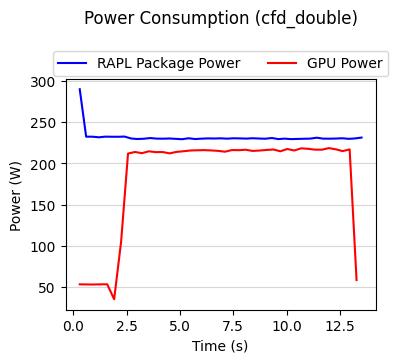 Power Consumption (cfd_double)
RAPL Package Power GPU Power
300
250
200
150
100
50
Power (W)
0.0 2.5 5.0 7.5 10.0 12.5
Time (s)